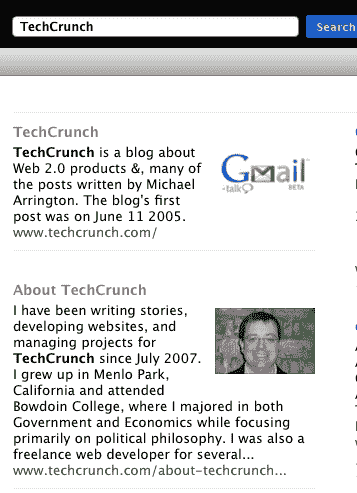 TechCrunch
Search
TechCrunch
TechCrunch is a blog about
Web 2.0 products &, many of
the posts written by Michael
Arrington. The blog's first
post was on June 11 2005.
www.techcrunch.com/
Gmail
-talk
BETA
About TechCrunch
I have been writing stories,
developing websites, and
managing projects for
TechCrunch since July 2007.
I grew up in Menlo Park,
California and attended
Bowdoin College, where I majored in both
Government and Economics while focusing
primarily on political philosophy. I was also a
freelance web developer for several...
www.techcrunch.com/about-techcrunch...